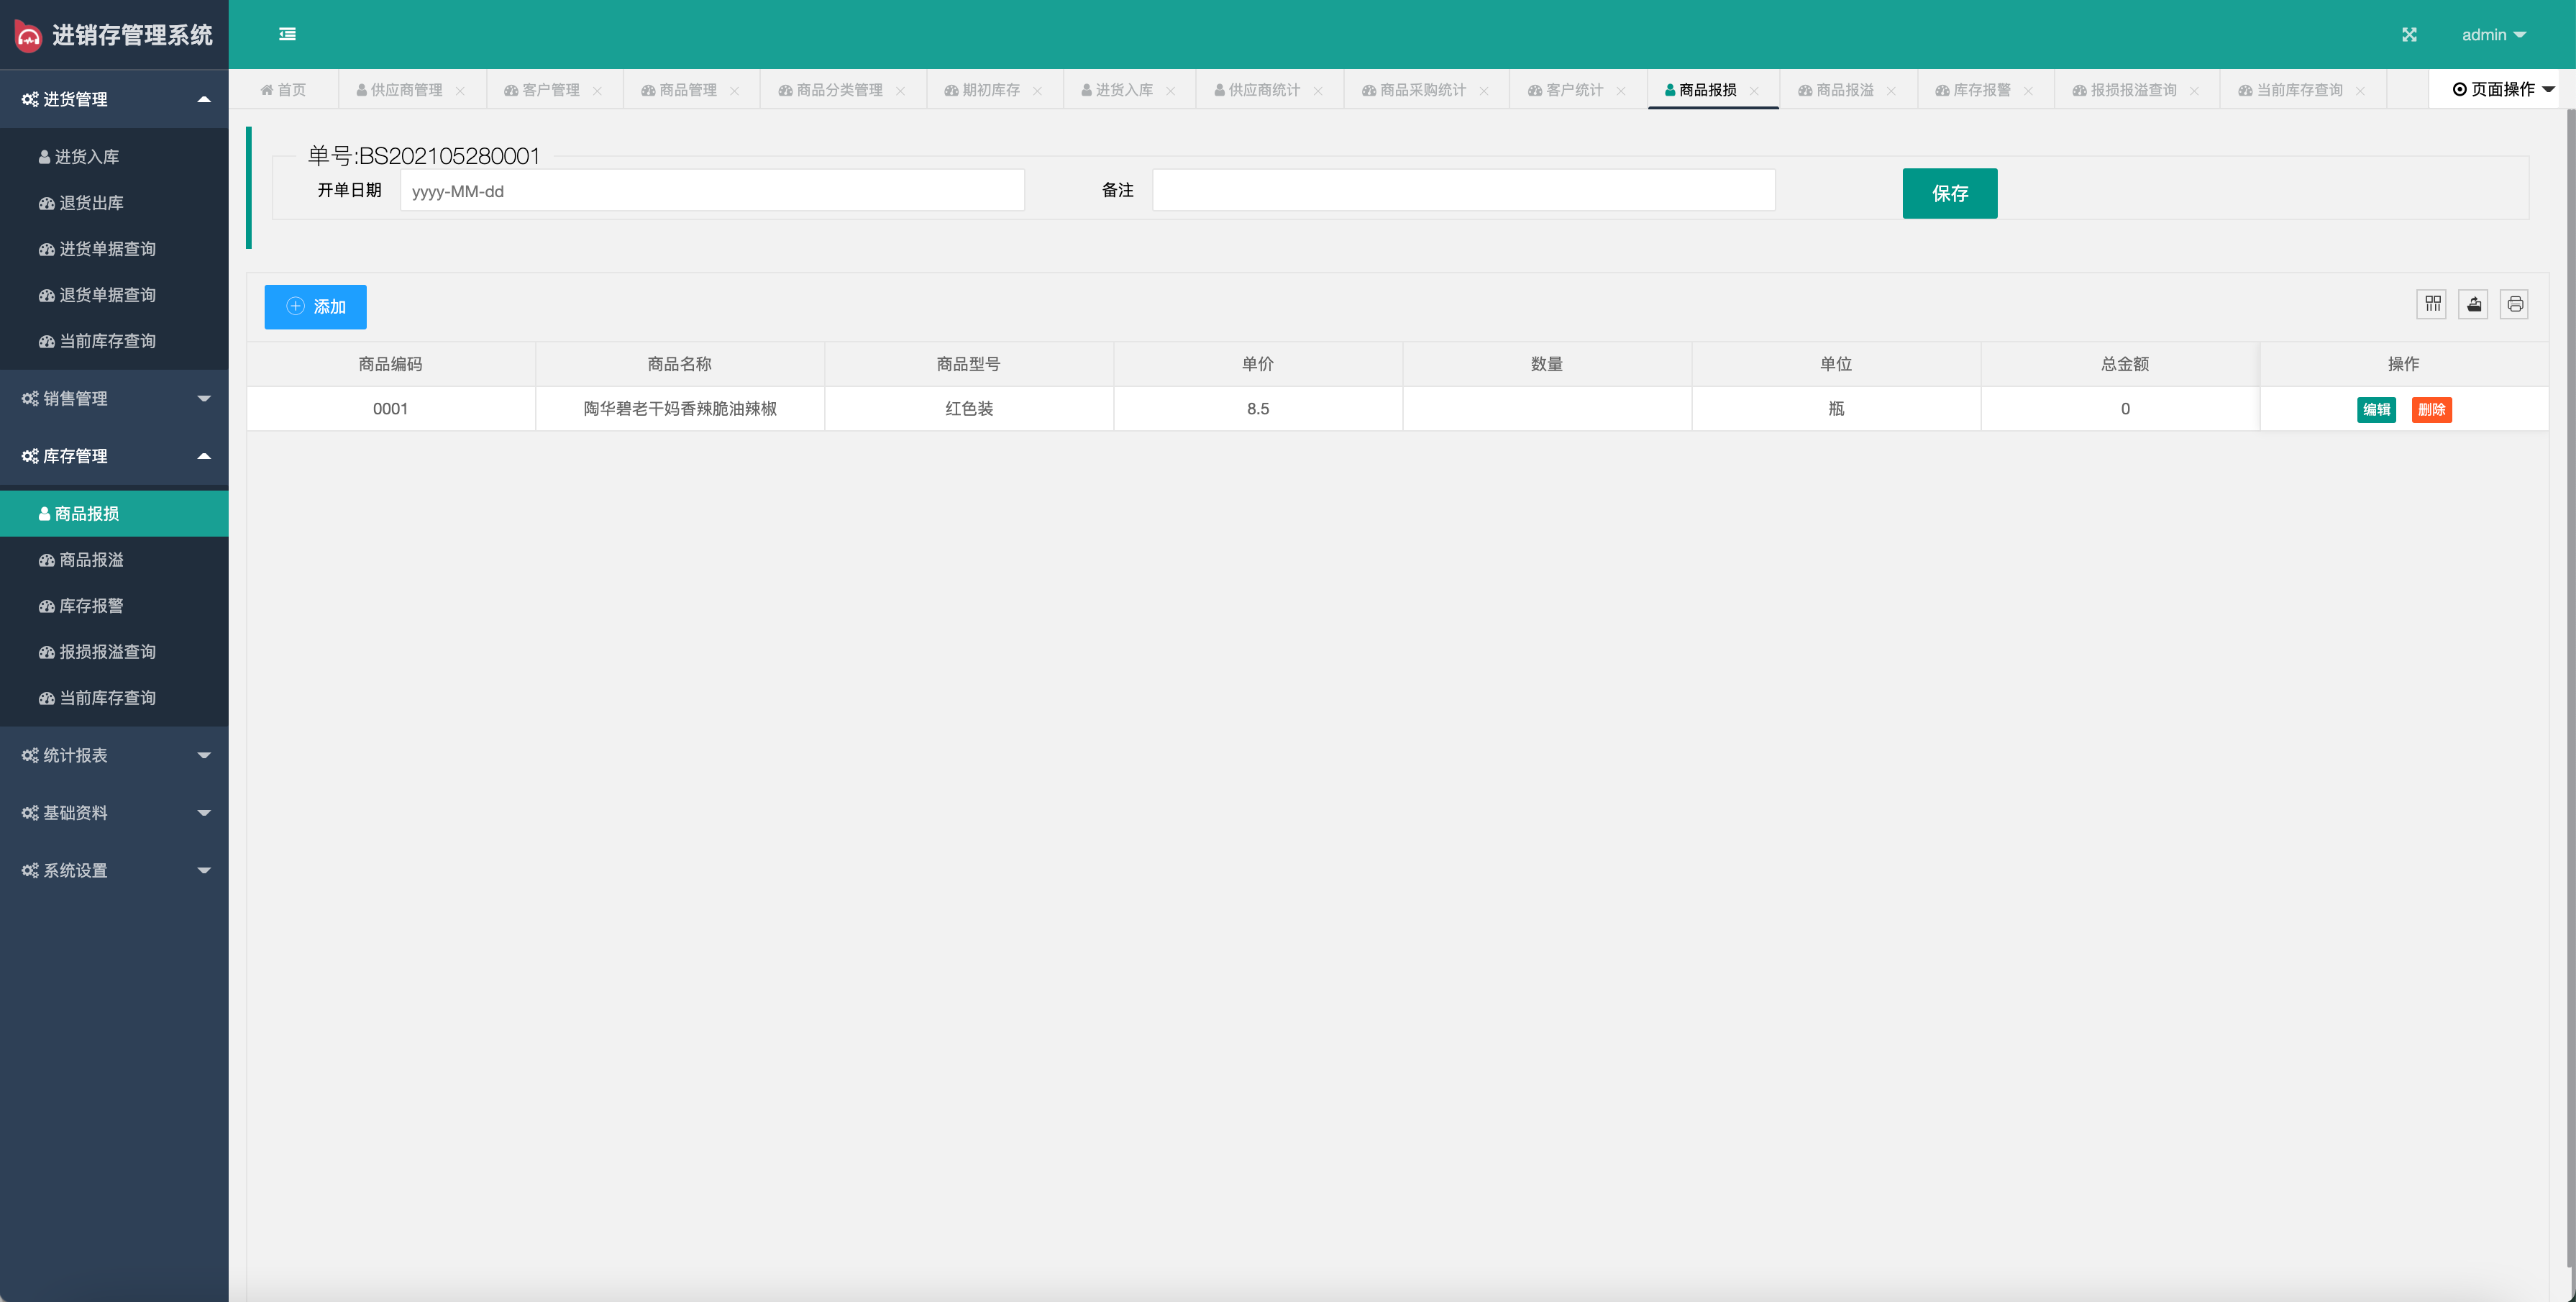 进销存管理系统
admin
首页
供应商管理
客户管理
商品管理
商品分类管理
期初库存
进货入库
供应商统计
商品采购统计
客户统计
商品报损
商品报溢
库存报警
报损报溢查询
当前库存查询
页面操作
进货管理
进货入库
退货出库
进货单据查询
退货单据查询
当前库存查询
销售管理
库存管理
商品报损
商品报溢
库存报警
报损报溢查询
当前库存查询
统计报表
基础资料
系统设置
单号:BS202105280001
开单日期 yyyy-MM-dd 备注 保存
添加
商品编码 商品名称 商品型号 单价 数量 单位 总金额 操作
0001 陶华碧老干妈香辣脆油辣椒 红色装 8.5 瓶 0 编辑 删除